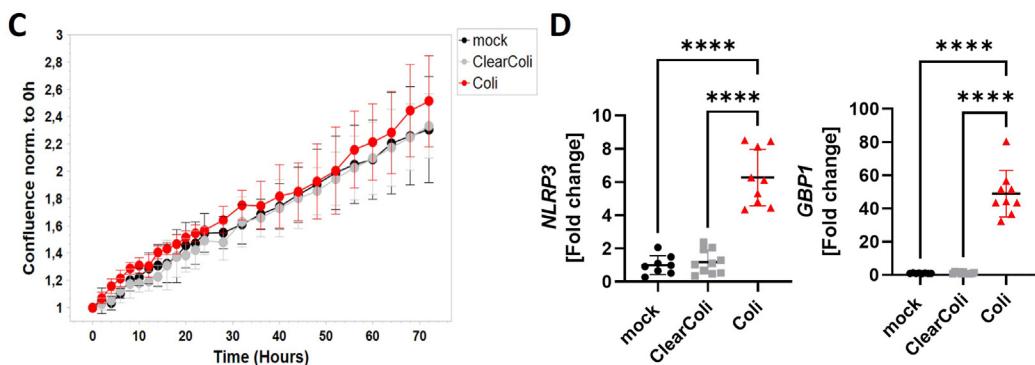 C
Confluence norm. to 0h
3
2,8
2,6
2,4
2,2
2
1,8
1,6
1,4
1,2
1
0 10 20 30 40 50 60 70
Time (Hours)
mock
ClearColi
Coli
D
****
****
NLRP3
[Fold change]
10
8
6
4
2
0
mock
ClearColi
Coli
****
****
GBP1
[Fold change]
100
80
60
40
20
0
mock
ClearColi
Coli